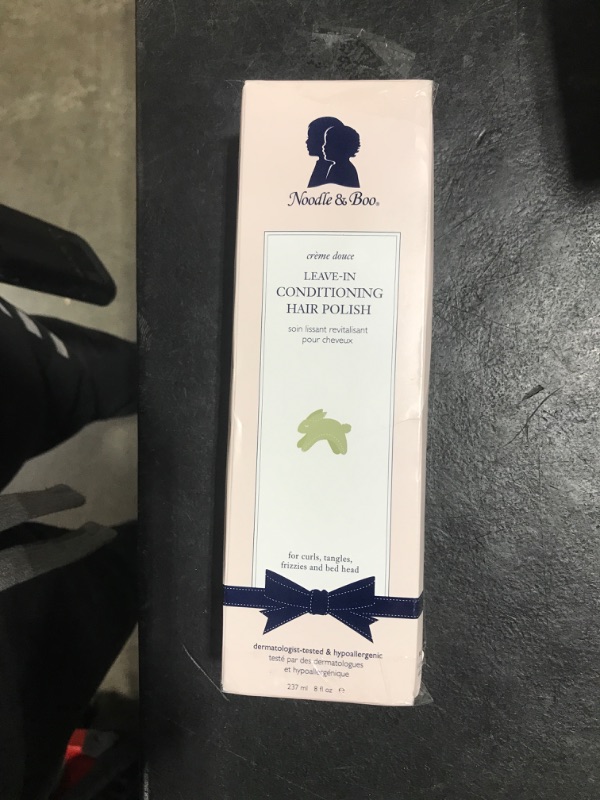 Noodle & Boo®
crème douce
LEAVE-IN
CONDITIONING
HAIR POLISH
soin lissant revitalisant
pour cheveux
for curls, tangles,
frizzies and bed head
dermatologist-tested & hypoallergenic
testé par des dermatologues
et hypoallergénique
237 ml 8 fl oz ℮